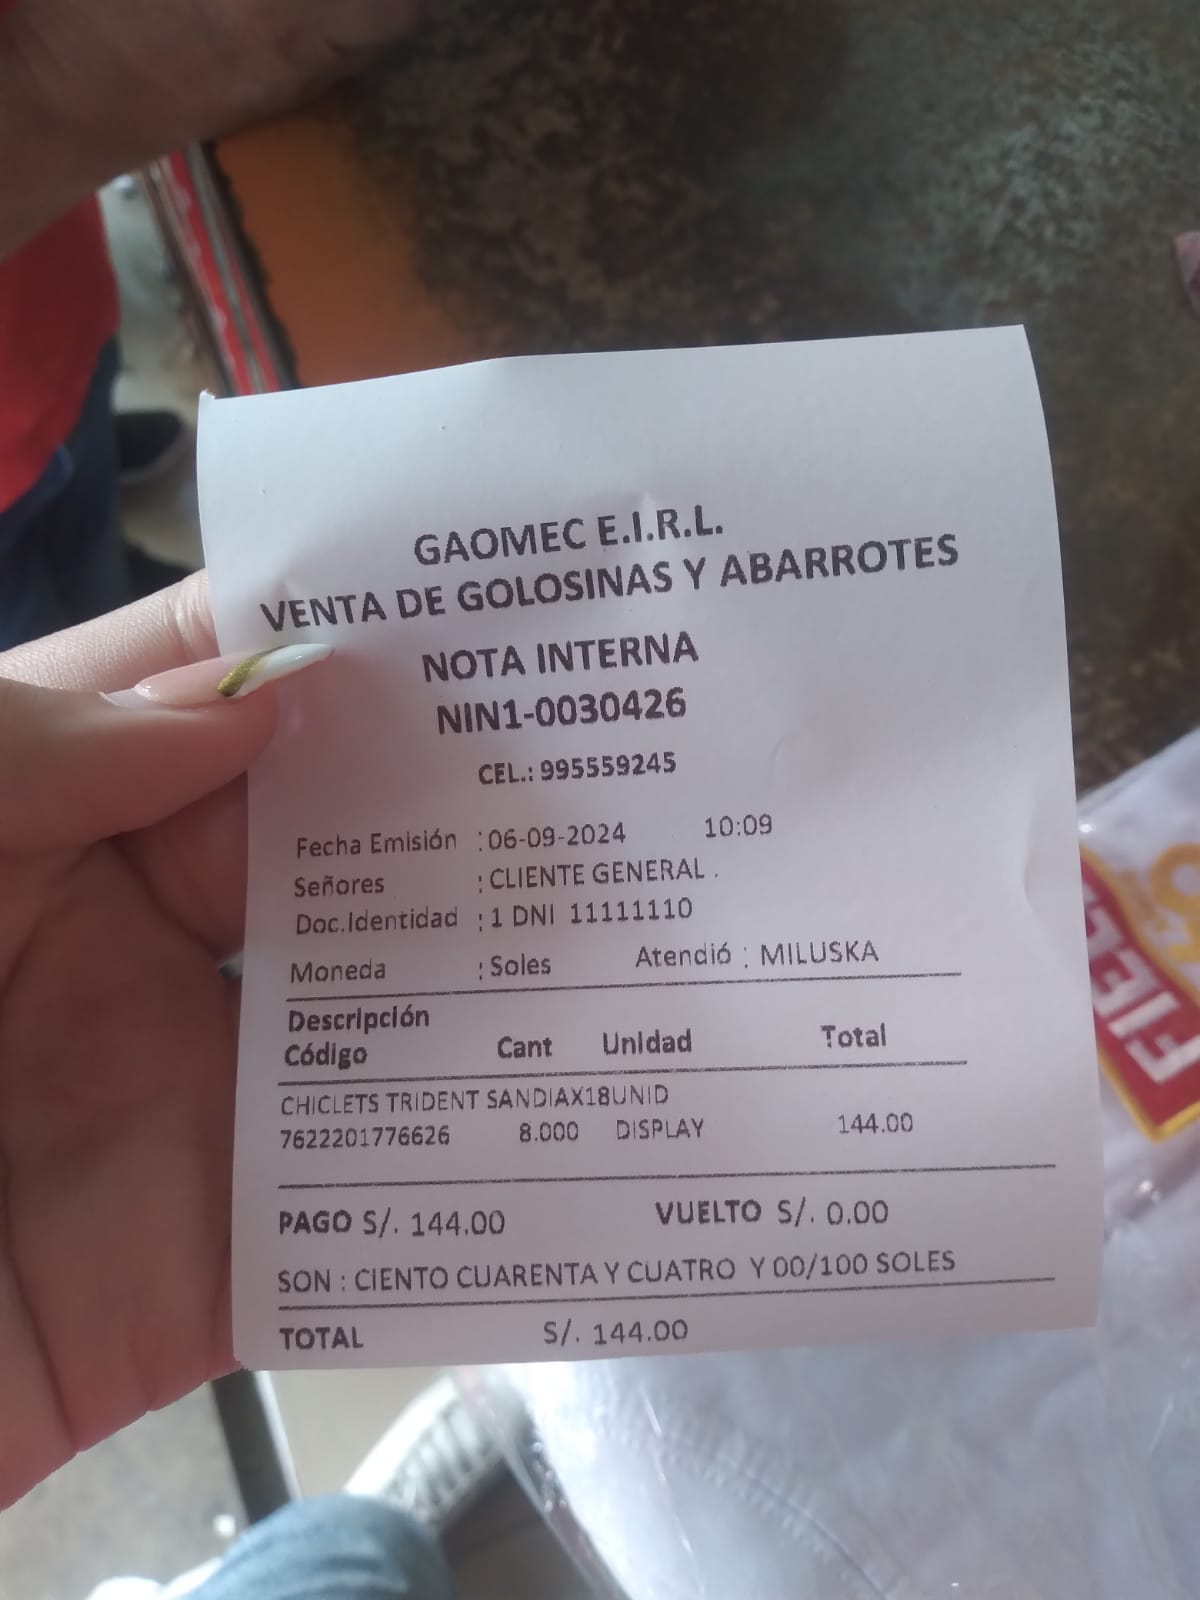 GAOMEC E.I.R.L.
VENTA DE GOLOSINAS Y ABARROTES
NOTA INTERNA
NIN1-0030426
CEL.: 995559245
Fecha Emisión : 06-09-2024 10:09
Señores : CLIENTE GENERAL .
Doc.Identidad : 1 DNI 11111110
Moneda : Soles Atendió : MILUSKA
Descripción
Código Cant Unidad Total
CHICLETS TRIDENT SANDIAX18UNID
7622201776626 8.000 DISPLAY 144.00
PAGO S/. 144.00 VUELTO S/. 0.00
SON : CIENTO CUARENTA Y CUATRO Y 00/100 SOLES
TOTAL S/. 144.00